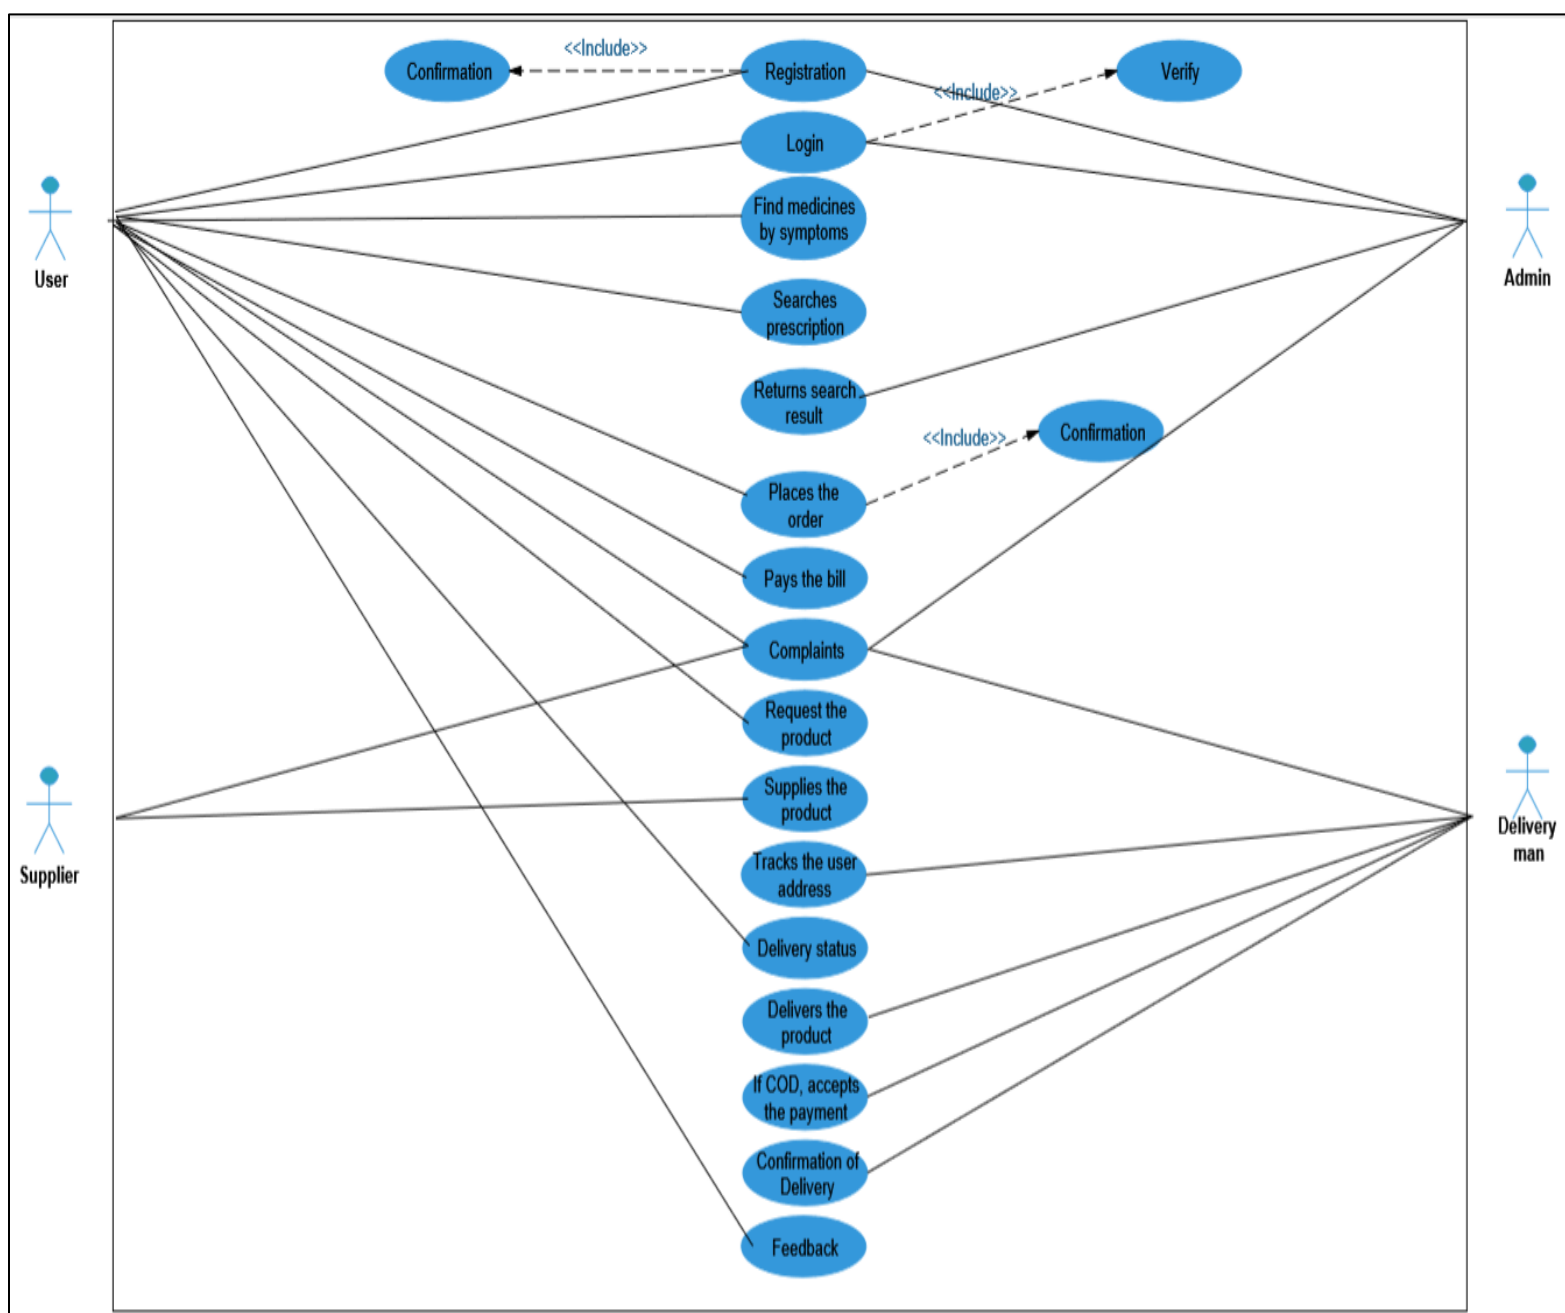 <<Include>>
Confirmation
Registration
Verify
<<Include>>
Login
Find medicines
by symptoms
User
Admin
Searches
prescription
Returns search
result
<<Include>>
Confirmation
Places the
order
Pays the bill
Complaints
Request the
product
Supplies the
product
Delivery
man
Tracks the user
address
Supplier
Delivery status
Delivers the
product
If COD, accepts
the payment
Confirmation of
Delivery
Feedback